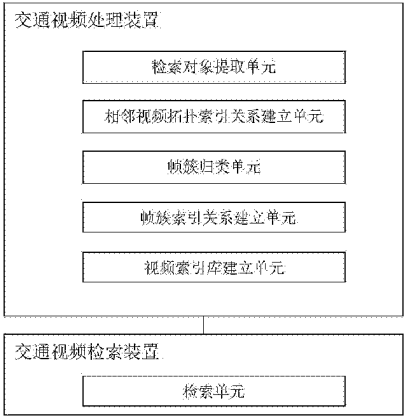 交通视频处理装置
检索对象提取单元
相邻视频拓扑索引关系建立单元
帧簇归类单元
帧簇索引关系建立单元
视频索引库建立单元
交通视频检索装置
检索单元